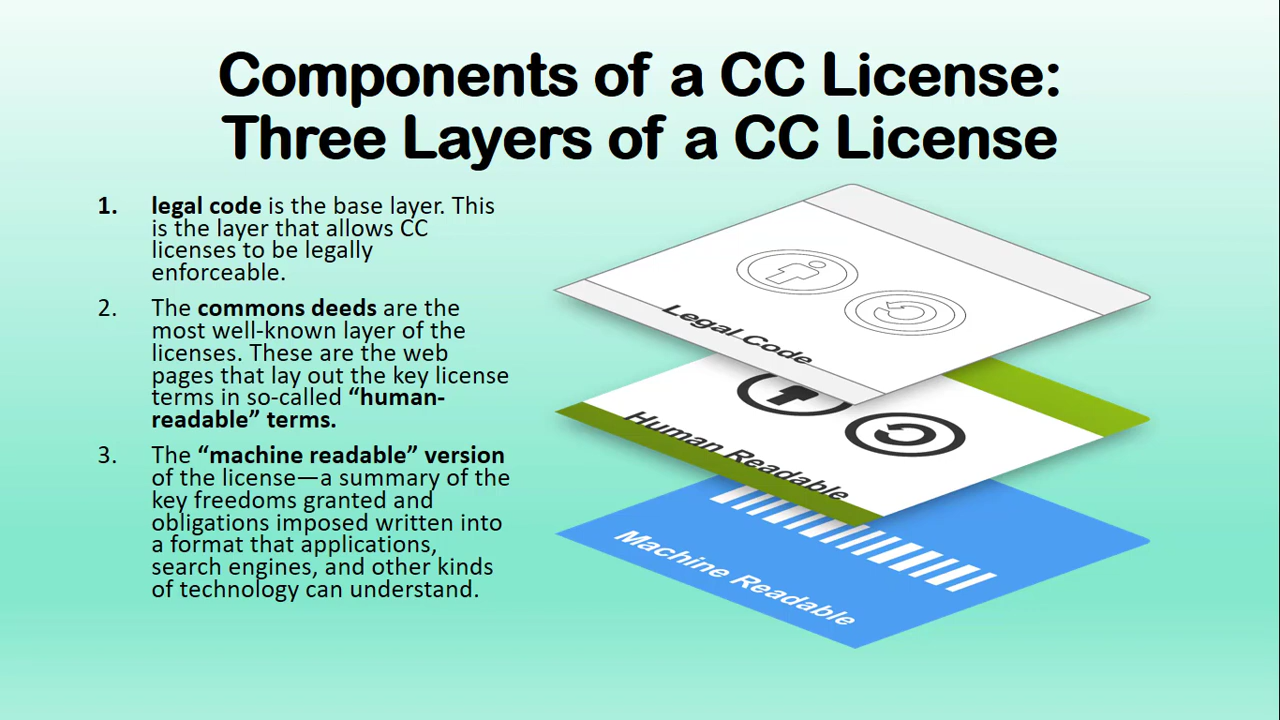 Components of a CC License:
Three Layers of a CC License
1. legal code is the base layer. This
is the layer that allows CC
licenses to be legally
enforceable.
2. The commons deeds are the
most well-known layer of the
licenses. These are the web
pages that lay out the key license
terms in so-called “human-
readable” terms.
3. The “machine readable” version
of the license—a summary of the
key freedoms granted and
obligations imposed written into
a format that applications,
search engines, and other kinds
of technology can understand.
Legal Code
Human Readable
Machine Readable